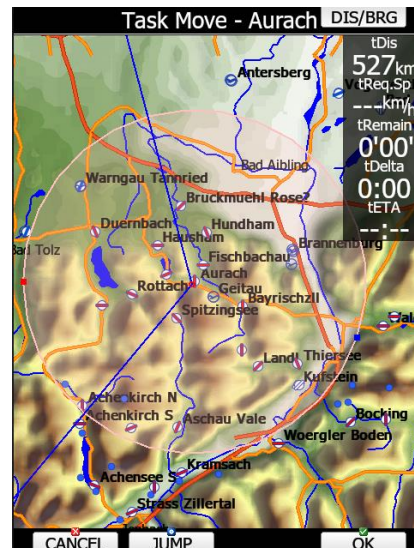 Task Move - Aurach
DIS/BRG
tDis
527km
tReq.Sp
---km/h
tRemain
0'00'
tDelta
0:00
tETA
--:--
Antersberg
Bad Aibling
Warngau Tannried
Bruckmuehl Rose?
Duernbach
Hundham
Hausham
Brannenburg
Bad Tolz
Fischbachau
Aurach
Rottach
Geitau
Bayrischzll
Spitzingsee
Landl
Thiersee
Kufstein
Achenkirch N
Achenkirch S
Aschau Vale
Bocking
Woergler Boden
Kramsach
Achensee S
Strass Zillertal
CANCEL
JUMP
OK